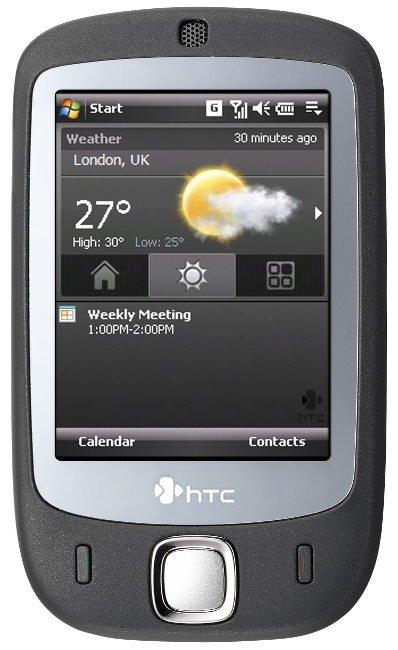 Start
G
Weather
30 minutes ago
London, UK
27°
High: 30° Low: 25°
Weekly Meeting
1:00PM-2:00PM
hTC
Calendar
Contacts
hTC